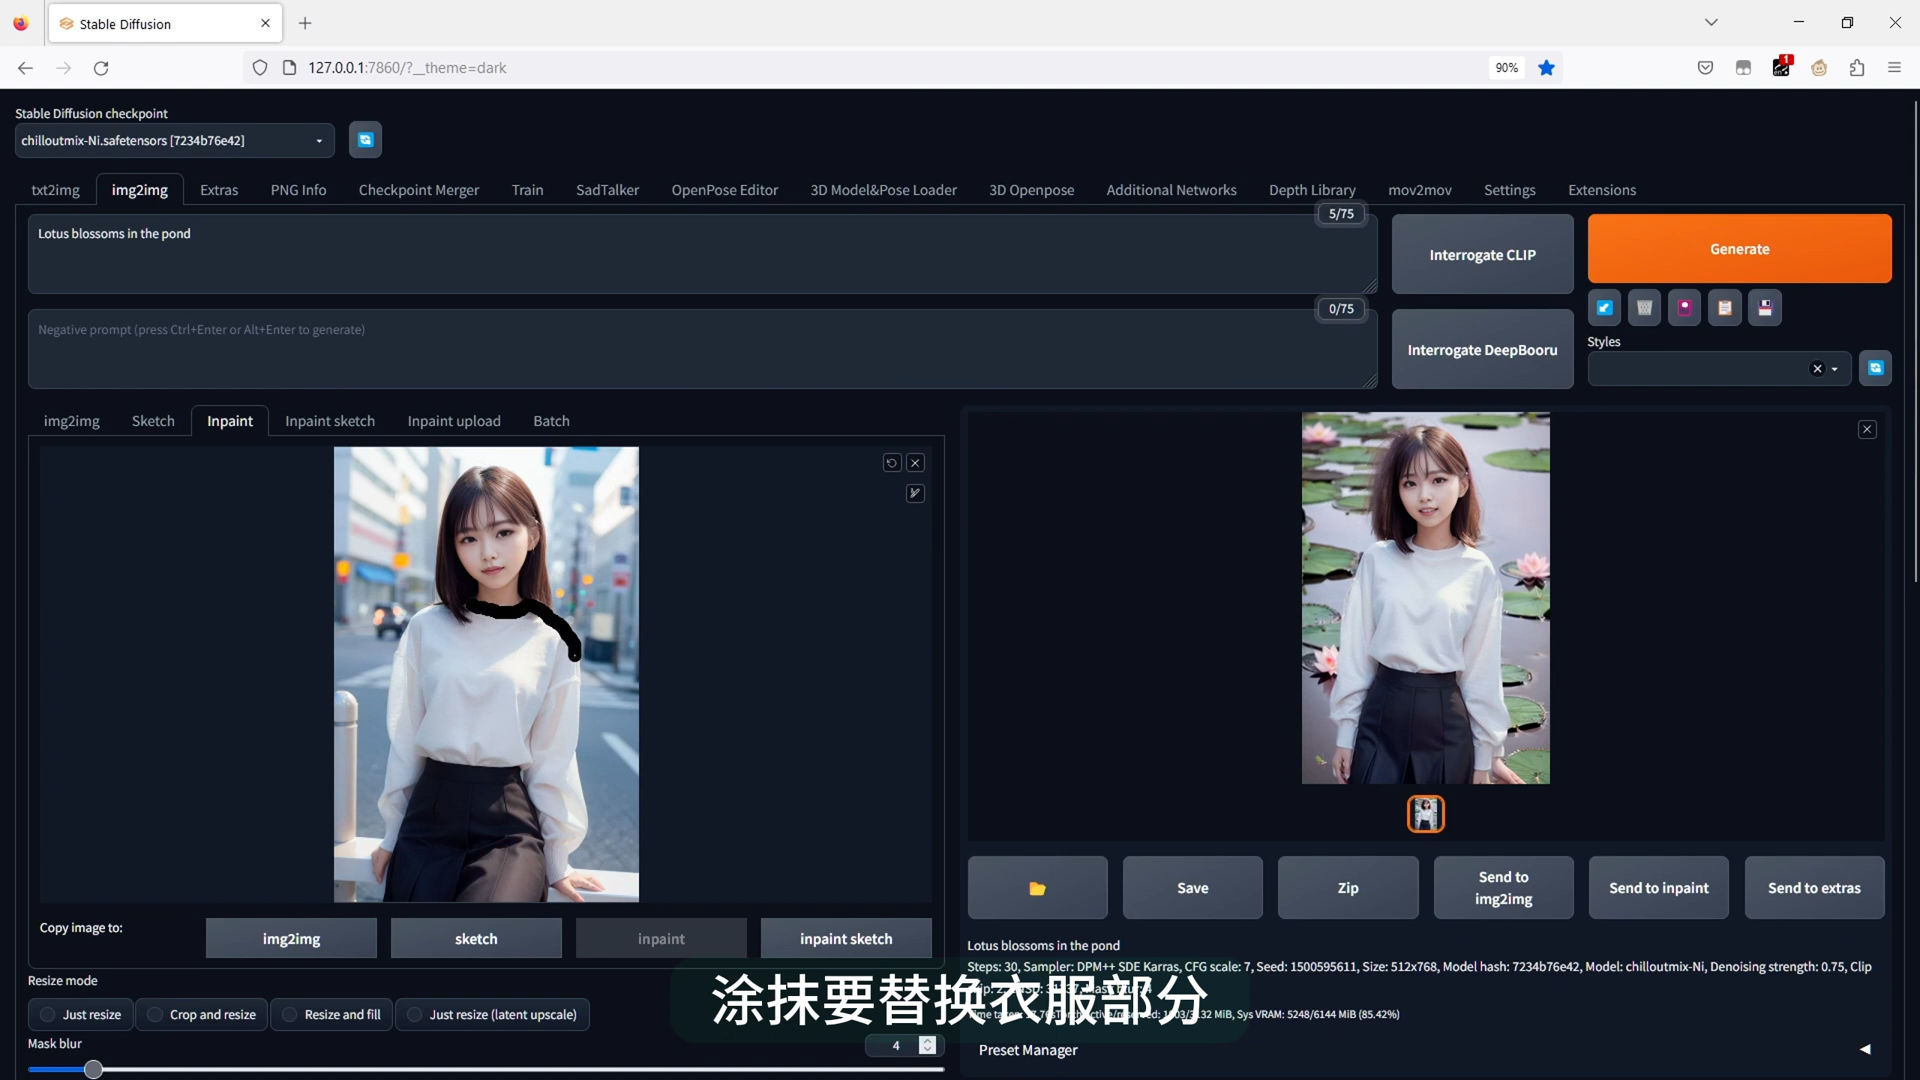 Stable Diffusion
127.0.0.1:7860/?__theme=dark
90%
1
Stable Diffusion checkpoint
chilloutmix-Ni.safetensors [7234b76e42]
txt2img
img2img
Extras
PNG Info
Checkpoint Merger
Train
SadTalker
OpenPose Editor
3D Model&Pose Loader
3D Openpose
Additional Networks
Depth Library
mov2mov
Settings
Extensions
5/75
Lotus blossoms in the pond
Interrogate CLIP
Generate
0/75
Negative prompt (press Ctrl+Enter or Alt+Enter to generate)
Interrogate DeepBooru
Styles
img2img
Sketch
Inpaint
Inpaint sketch
Inpaint upload
Batch
Copy image to:
img2img
sketch
inpaint
inpaint sketch
Save
Zip
Send to
img2img
Send to inpaint
Send to extras
Lotus blossoms in the pond
Steps: 30, Sampler: DPM++ SDE Karras, CFG scale: 7, Seed: 1500595611, Size: 512x768, Model hash: 7234b76e42, Model: chilloutmix-Ni, Denoising strength: 0.75, Clip
Sys VRAM: 5248/6144 MiB (85.42%)
Resize mode
Just resize
Crop and resize
Resize and fill
Just resize (latent upscale)
涂抹要替换衣服部分
Mask blur
4
Preset Manager